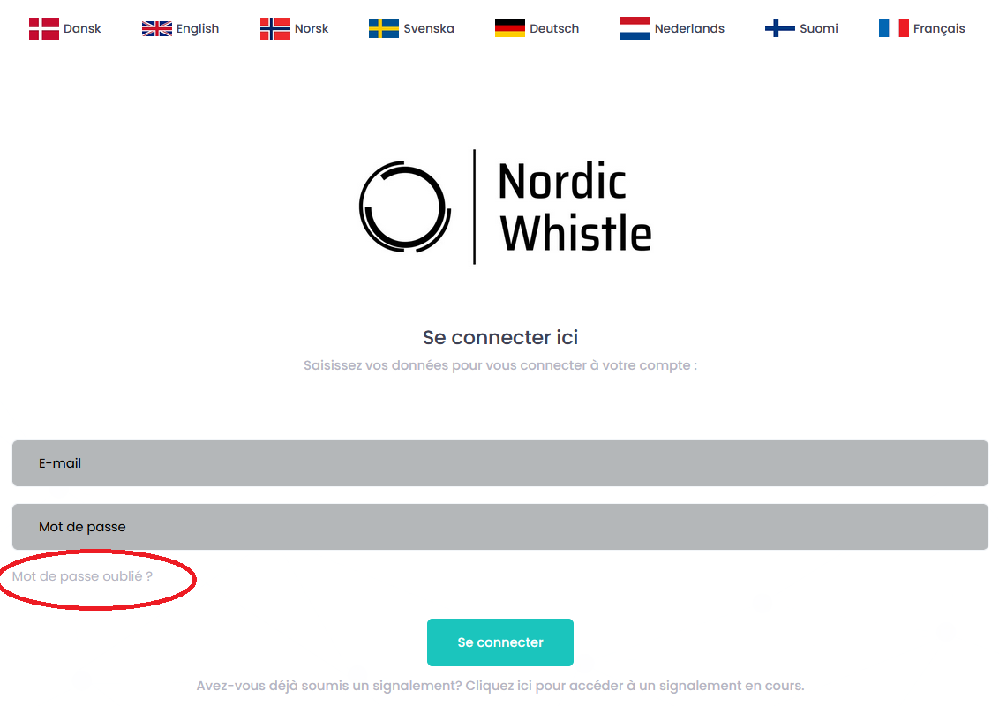 Dansk English Norsk Svenska Deutsch Nederlands Suomi Français
Nordic
Whistle
Se connecter ici
Saisissez vos données pour vous connecter à votre compte :
E-mail
Mot de passe
Mot de passe oublié ?
Se connecter
Avez-vous déjà soumis un signalement? Cliquez ici pour accéder à un signalement en cours.